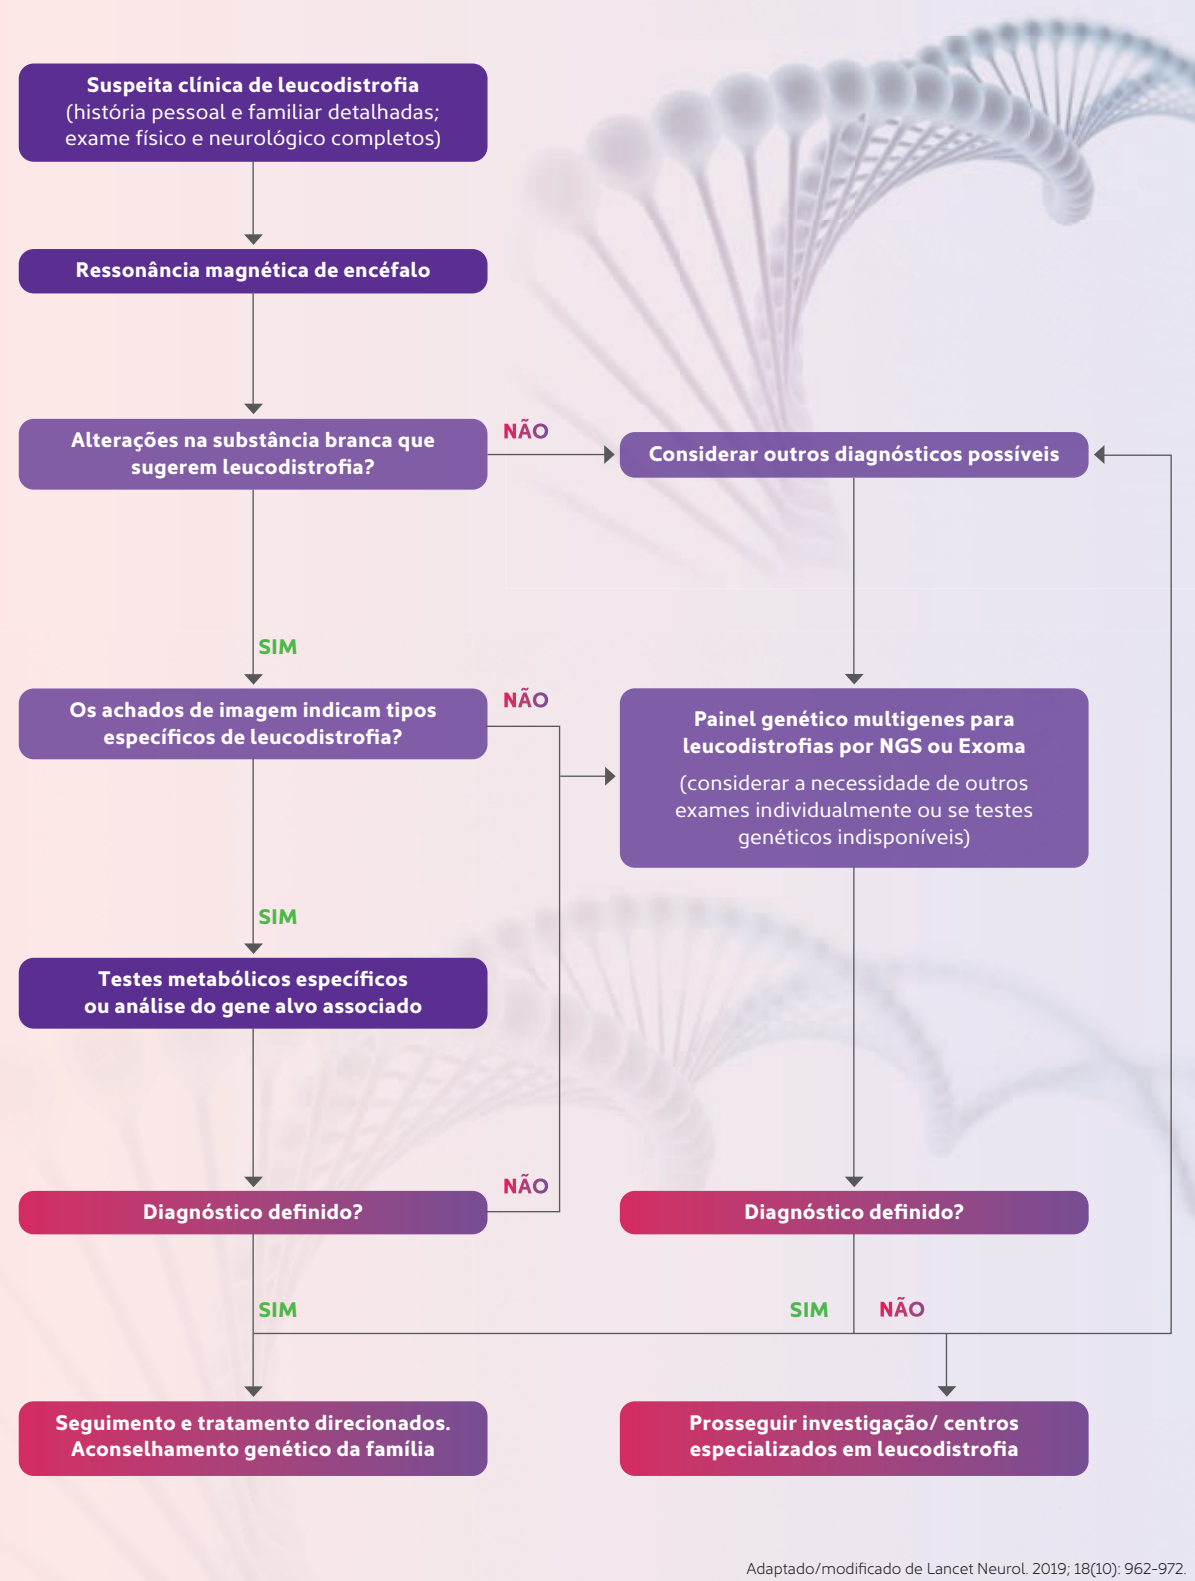 Suspeita clínica de leucodistrofia
(história pessoal e familiar detalhadas;
exame físico e neurológico completos)
Ressonância magnética de encéfalo
Alterações na substância branca que
sugerem leucodistrofia?
NÃO
Considerar outros diagnósticos possíveis
SIM
Os achados de imagem indicam tipos
específicos de leucodistrofia?
NÃO
Painel genético multigenes para
leucodistrofias por NGS ou Exoma
(considerar a necessidade de outros
exames individualmente ou se testes
genéticos indisponíveis)
SIM
Testes metabólicos específicos
ou análise do gene alvo associado
NÃO
Diagnóstico definido?
Diagnóstico definido?
SIM
SIM
NÃO
Seguimento e tratamento direcionados.
Aconselhamento genético da família
Prosseguir investigação/ centros
especializados em leucodistrofia
Adaptado/modificado de Lancet Neurol. 2019; 18(10): 962-972.